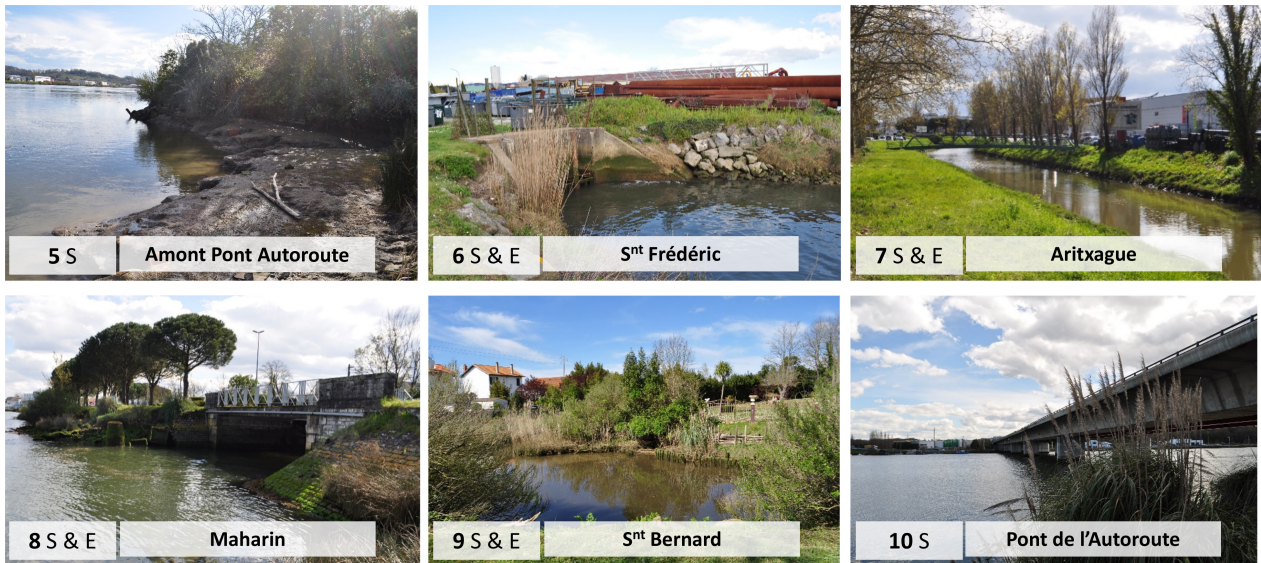 5 S
Amont Pont Autoroute
6 S & E
Snt Frédéric
7 S & E
Aritxague
8 S & E
Maharin
9 S & E
Snt Bernard
10 S
Pont de l'Autoroute